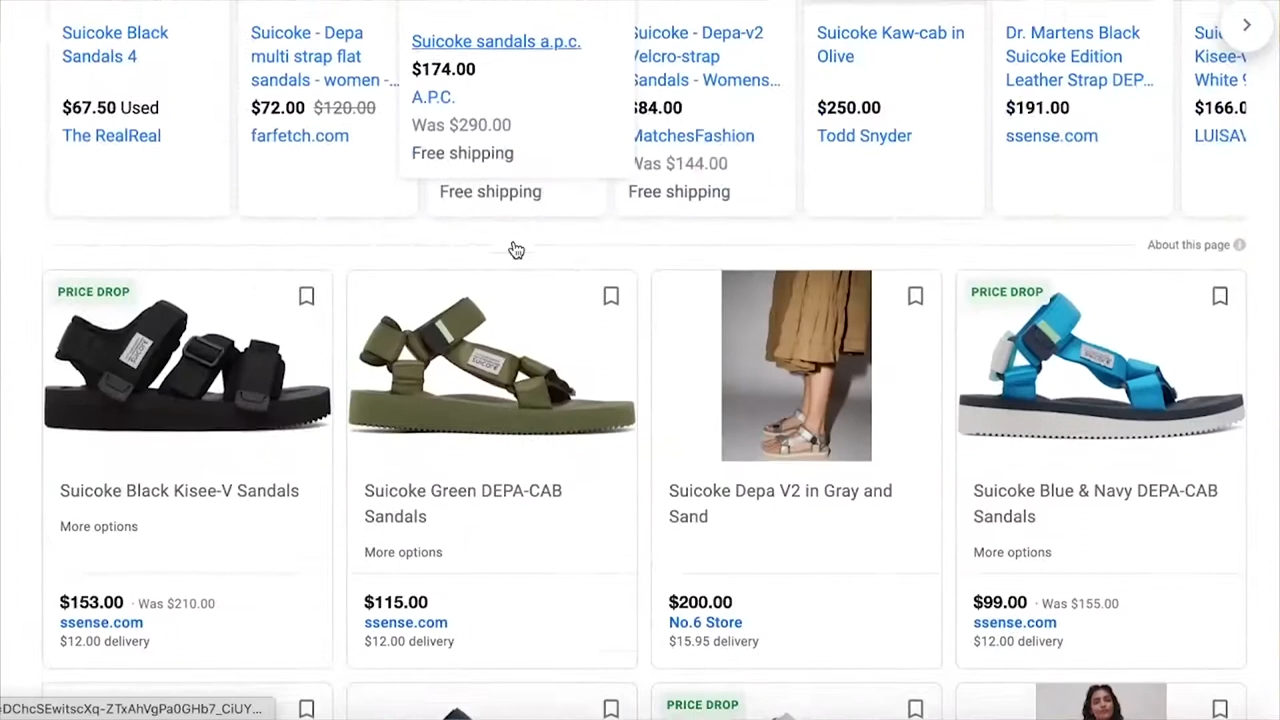 Suicoke Black
Sandals 4
$67.50 Used
The RealReal
Suicoke - Depa
multi strap flat
sandals - women -...
$72.00 $120.00
farfetch.com
Suicoke sandals a.p.c.
$174.00
A.P.C.
Was $290.00
Free shipping
Free shipping
Suicoke - Depa-v2
Velcro-strap
Sandals - Womens...
$84.00
MatchesFashion
Was $144.00
Free shipping
Suicoke Kaw-cab in
Olive
$250.00
Todd Snyder
Dr. Martens Black
Suicoke Edition
Leather Strap DEP...
$191.00
ssense.com
Kisee-
White
$166.0
LUISAV
About this page
PRICE DROP
suicoke
Suicoke Black Kisee-V Sandals
More options
$153.00 · Was $210.00
ssense.com
$12.00 delivery
suicoke
Suicoke Green DEPA-CAB
Sandals
More options
$115.00
ssense.com
$12.00 delivery
Suicoke Depa V2 in Gray and
Sand
$200.00
No.6 Store
$15.95 delivery
PRICE DROP
suicoke
Suicoke Blue & Navy DEPA-CAB
Sandals
More options
$99.00 · Was $155.00
ssense.com
$12.00 delivery
=DChcSEwitscXq-ZTxAhVgPa0GHb7_CiUY...
PRICE DROP